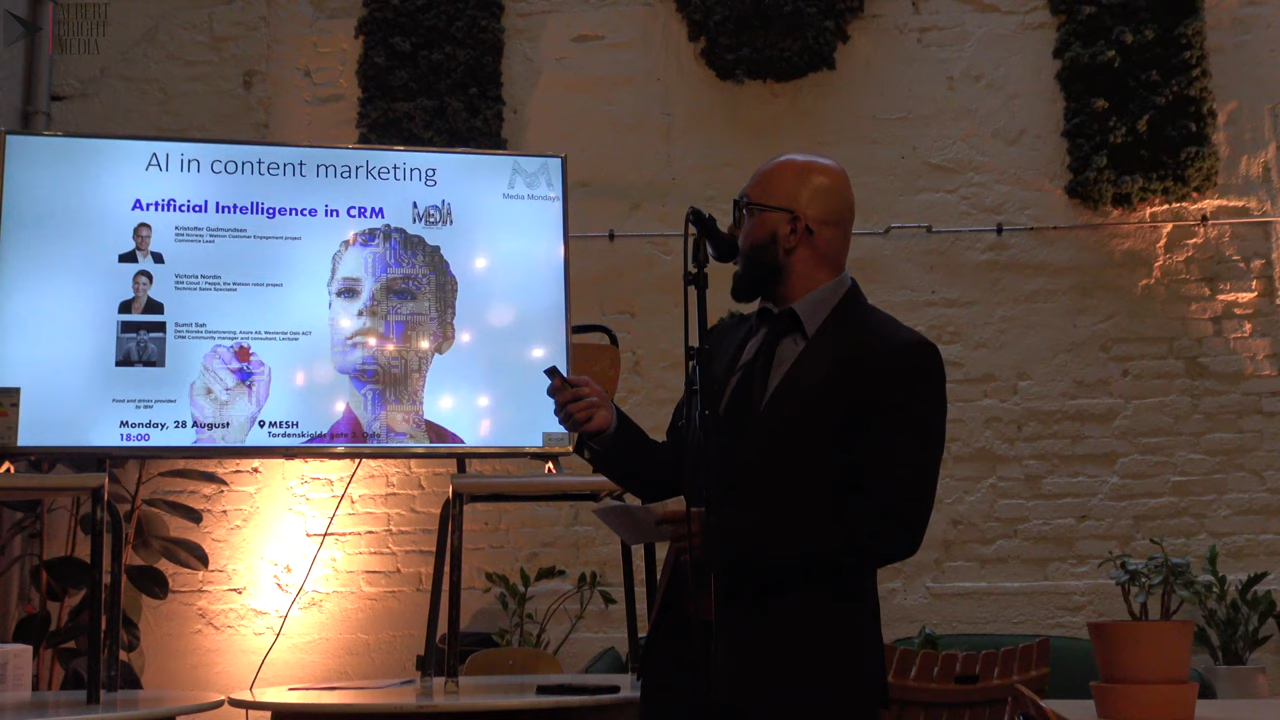 ALBERT
BRIGHT
MEDIA
AI in content marketing
Media Mondays
Artificial Intelligence in CRM
MEDIA
Kristoffer Gudmundsen
IBM Norway / Watson Customer Engagement project
Commerce Lead
Victoria Nordin
IBM Cloud / Peppa, the Watson robot project
Technical Sales Specialist
Sumit Sah
Den Norske Dataforening, Axure AS, Westerdal Oslo ACT
CRM Community manager and consultant, Lecturer
Food and drinks provided
by IBM
Monday, 28 August
18:00
MESH
Tordenskiolds gate 3, Oslo